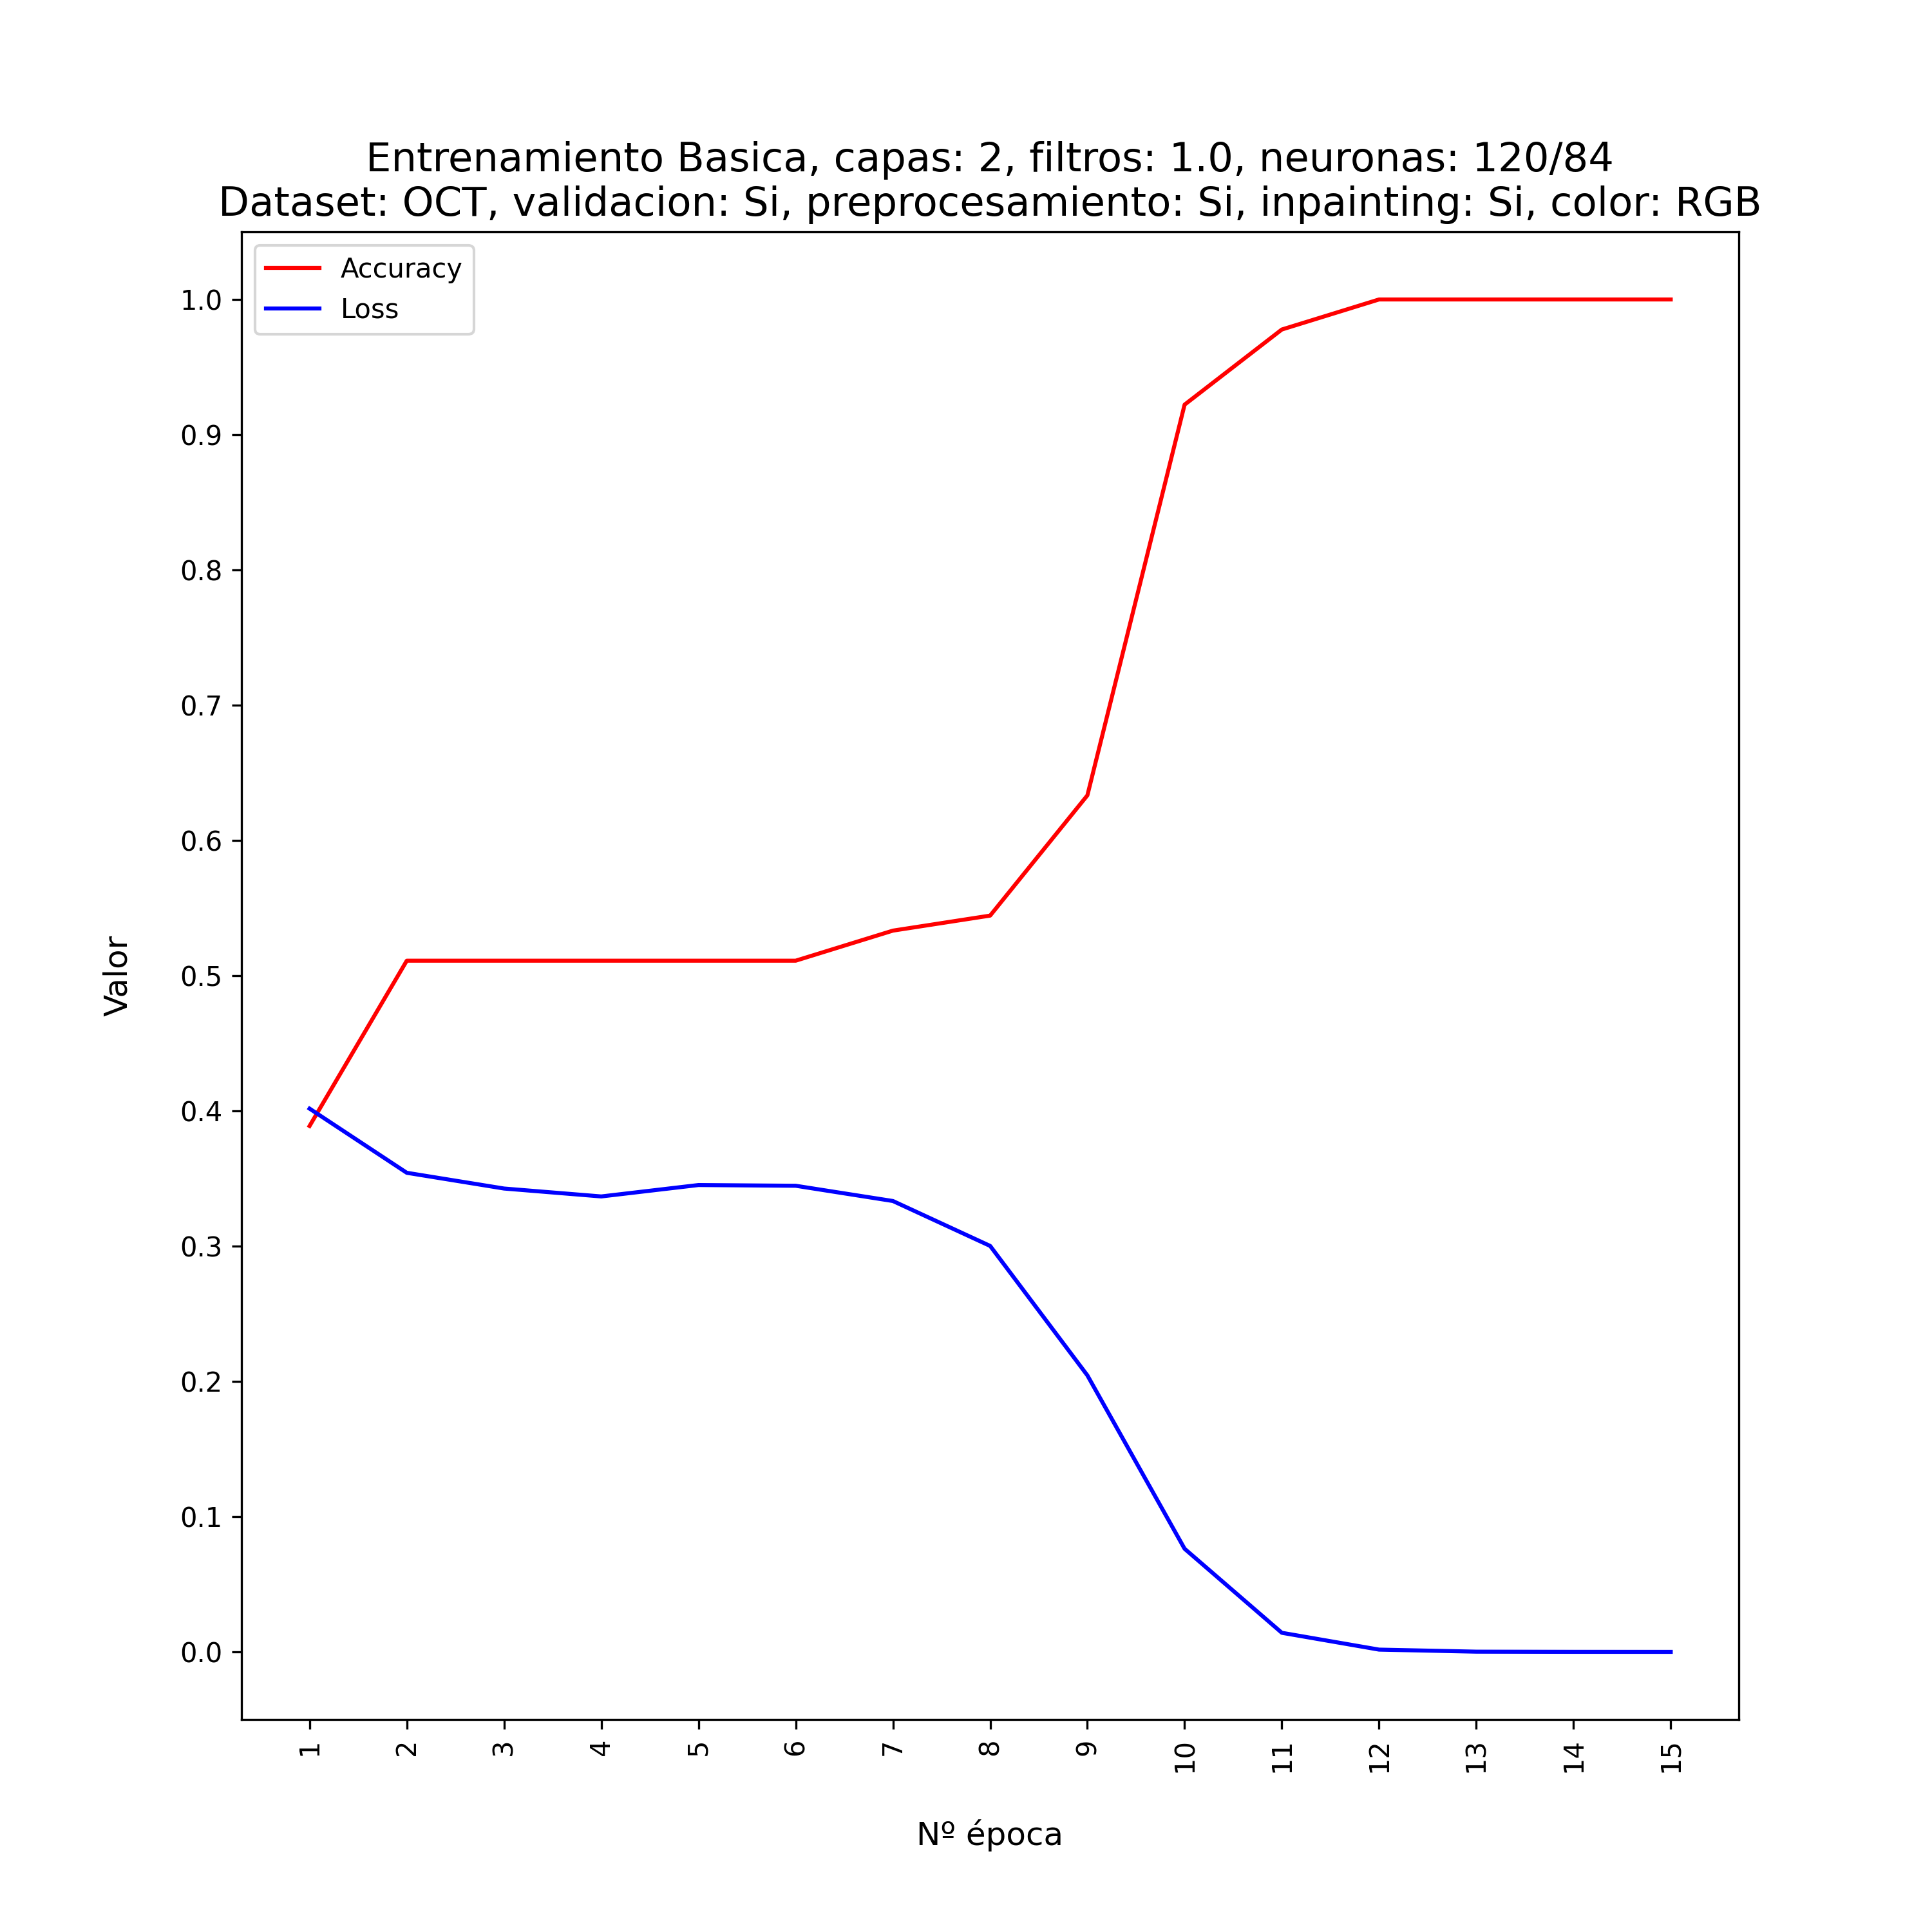 Entrenamiento Basica, capas: 2, filtros: 1.0, neuronas: 120/84
Dataset: OCT, validacion: Si, preprocesamiento: Si, inpainting: Si, color: RGB
Accuracy
Loss
1.0
0.9
0.8
0.7
0.6
0.5
0.4
0.3
0.2
0.1
0.0
Valor
1 2 3 4 5 6 7 8 9 10 11 12 13 14 15
Nº época